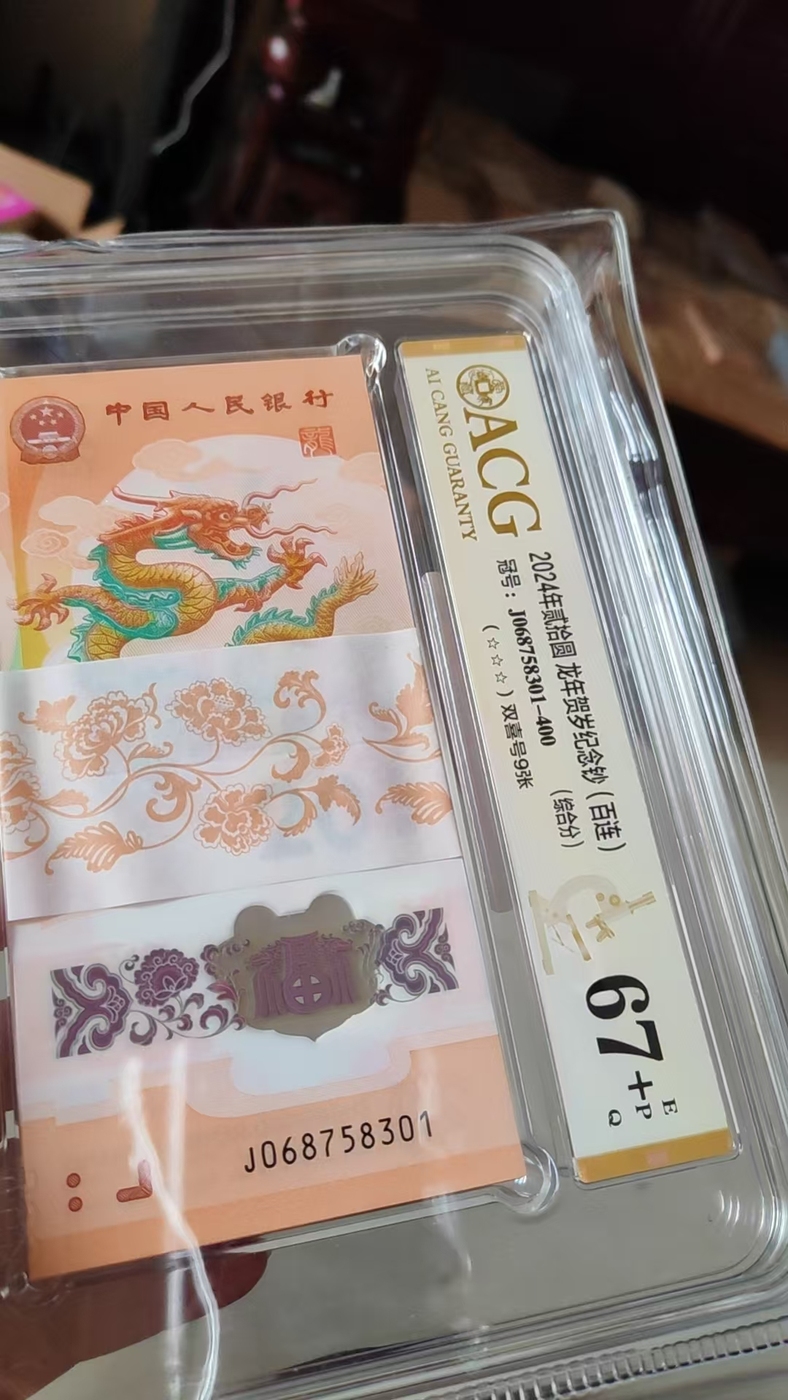 中国人民银行
龍
福
J068758301
ACG
AI CANG GUARANTY
2024年贰拾圆 龙年贺岁纪念钞（百连）
冠号：J068758301-400
（综合分）
（☆☆☆）双喜号9张
67+
E
P
Q